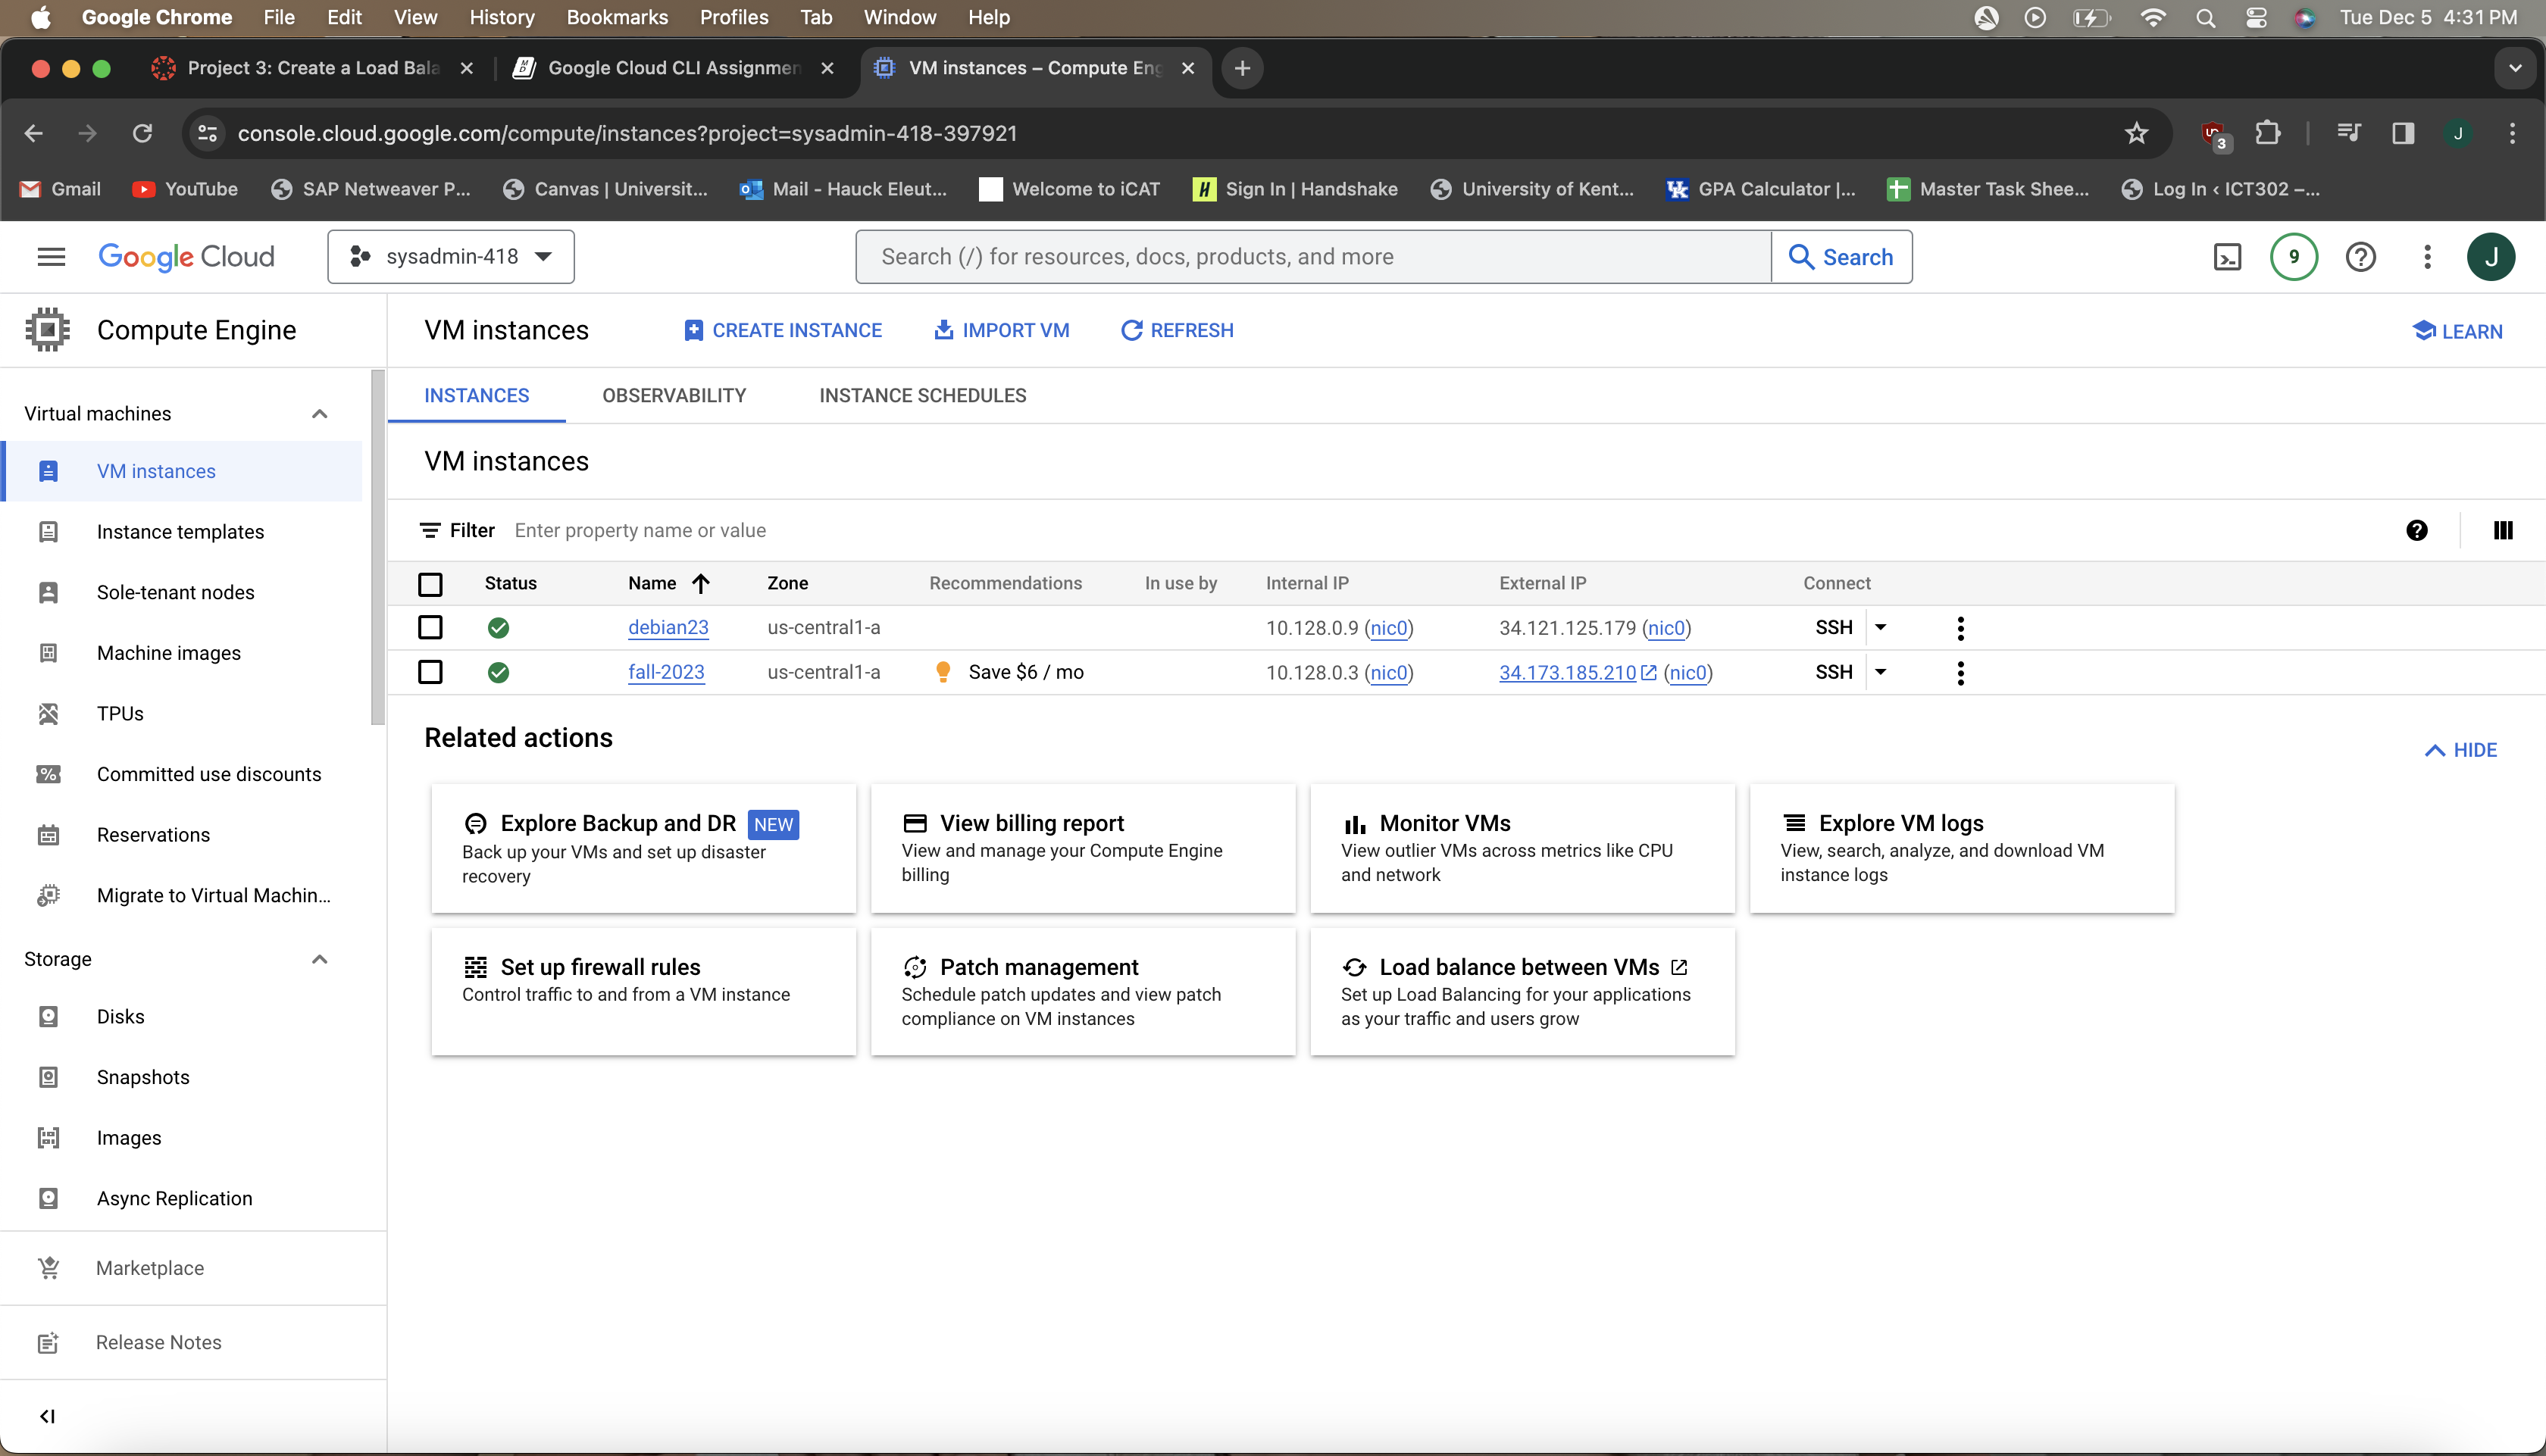 Google Chrome File Edit View History Bookmarks Profiles Tab Window Help Tue Dec 5 4:31 PM
Project 3: Create a Load Bala Google Cloud CLI Assignmen VM instances – Compute Eng
console.cloud.google.com/compute/instances?project=sysadmin-418-397921 3 J
Gmail YouTube SAP Netweaver P... Canvas | Universit... Mail - Hauck Eleut... Welcome to iCAT Sign In | Handshake University of Kent... GPA Calculator |... Master Task Shee... Log In ‹ ICT302 –...
Google Cloud sysadmin-418 Search (/) for resources, docs, products, and more Search 9 J
Compute Engine
VM instances CREATE INSTANCE IMPORT VM REFRESH LEARN
Virtual machines
VM instances
Instance templates
Sole-tenant nodes
Machine images
TPUs
Committed use discounts
Reservations
Migrate to Virtual Machin...
Storage
Disks
Snapshots
Images
Async Replication
Marketplace
Release Notes
INSTANCES OBSERVABILITY INSTANCE SCHEDULES
VM instances
Filter Enter property name or value
Status Name Zone Recommendations In use by Internal IP External IP Connect
debian23 us-central1-a 10.128.0.9 (nic0) 34.121.125.179 (nic0) SSH
fall-2023 us-central1-a Save $6 / mo 10.128.0.3 (nic0) 34.173.185.210 (nic0) SSH
Related actions
HIDE
Explore Backup and DR NEW
Back up your VMs and set up disaster
recovery
View billing report
View and manage your Compute Engine
billing
Monitor VMs
View outlier VMs across metrics like CPU
and network
Explore VM logs
View, search, analyze, and download VM
instance logs
Set up firewall rules
Control traffic to and from a VM instance
Patch management
Schedule patch updates and view patch
compliance on VM instances
Load balance between VMs
Set up Load Balancing for your applications
as your traffic and users grow